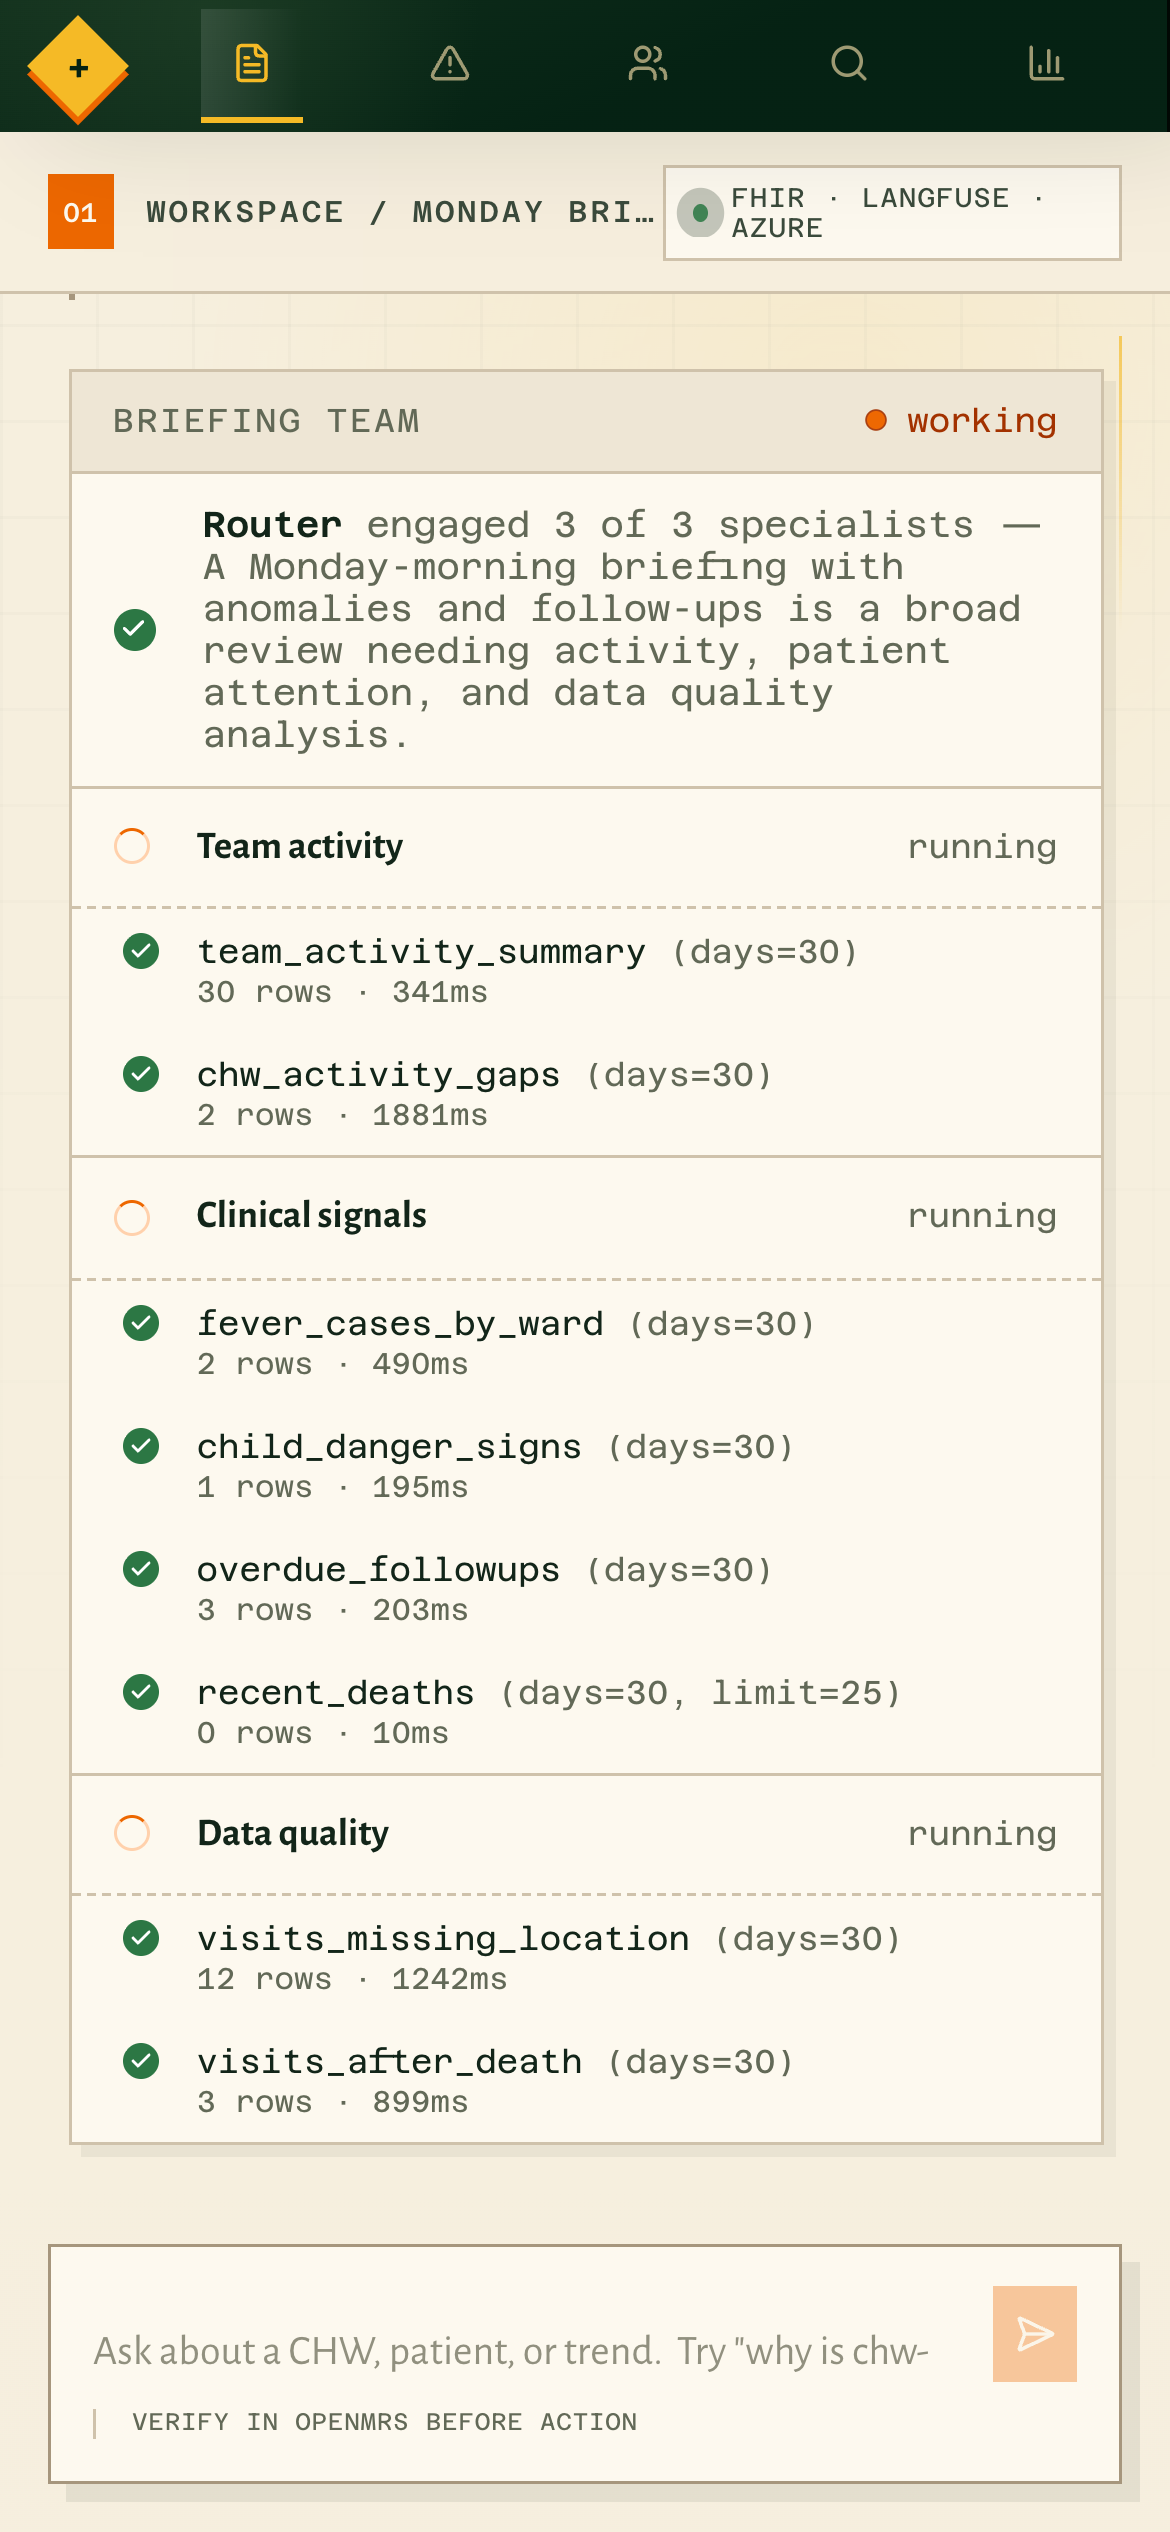 +
01
WORKSPACE / MONDAY BRI…
FHIR · LANGFUSE ·
AZURE
BRIEFING TEAM
working
Router engaged 3 of 3 specialists —
A Monday-morning briefing with
anomalies and follow-ups is a broad
review needing activity, patient
attention, and data quality
analysis.
Team activity
running
team_activity_summary (days=30)
30 rows · 341ms
chw_activity_gaps (days=30)
2 rows · 1881ms
Clinical signals
running
fever_cases_by_ward (days=30)
2 rows · 490ms
child_danger_signs (days=30)
1 rows · 195ms
overdue_followups (days=30)
3 rows · 203ms
recent_deaths (days=30, limit=25)
0 rows · 10ms
Data quality
running
visits_missing_location (days=30)
12 rows · 1242ms
visits_after_death (days=30)
3 rows · 899ms
Ask about a CHW, patient, or trend. Try "why is chw-
VERIFY IN OPENMRS BEFORE ACTION